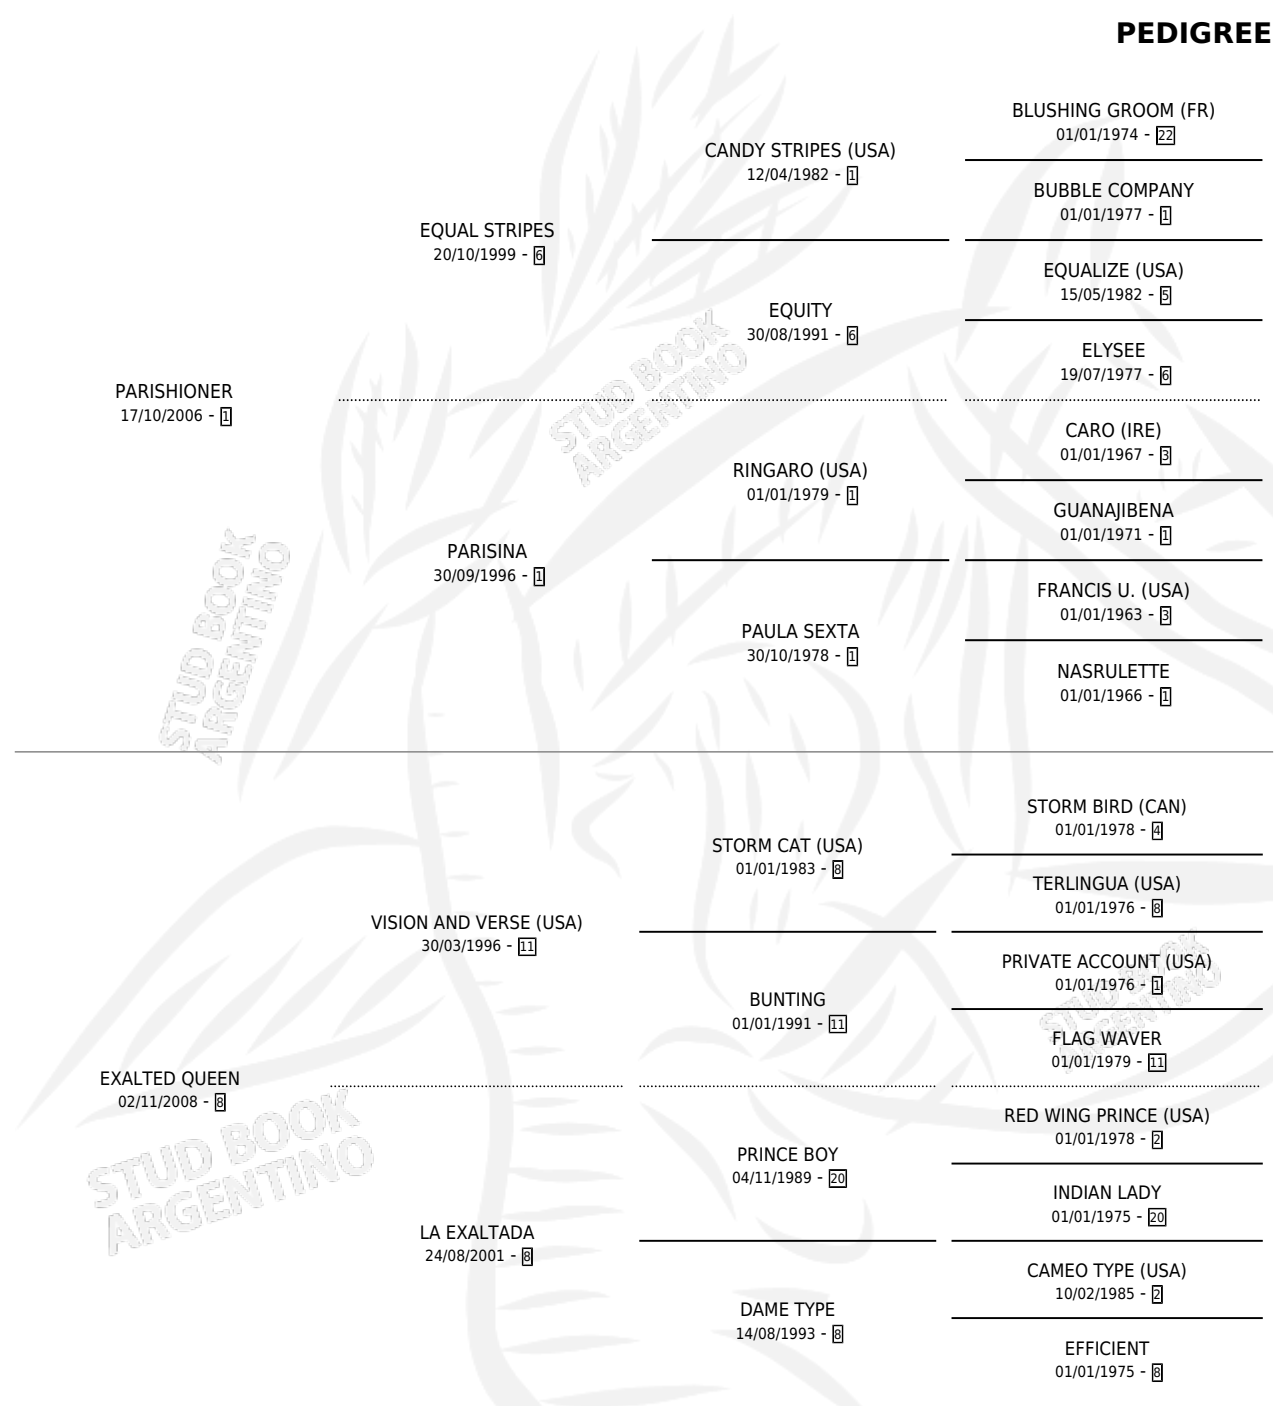 PEDIGREE
BLUSHING GROOM (FR)
01/01/1974 - 22
CANDY STRIPES (USA)
12/04/1982 - 1
BUBBLE COMPANY
01/01/1977 - 1
EQUAL STRIPES
20/10/1999 - 6
EQUALIZE (USA)
15/05/1982 - 5
EQUITY
30/08/1991 - 6
ELYSEE
19/07/1977 - 6
PARISHIONER
17/10/2006 - 1
CARO (IRE)
01/01/1967 - 3
RINGARO (USA)
01/01/1979 - 1
GUANAJIBENA
01/01/1971 - 1
PARISINA
30/09/1996 - 1
FRANCIS U. (USA)
01/01/1963 - 3
PAULA SEXTA
30/10/1978 - 1
NASRULETTE
01/01/1966 - 1
STORM BIRD (CAN)
01/01/1978 - 4
STORM CAT (USA)
01/01/1983 - 8
TERLINGUA (USA)
01/01/1976 - 8
VISION AND VERSE (USA)
30/03/1996 - 11
PRIVATE ACCOUNT (USA)
01/01/1976 - 1
BUNTING
01/01/1991 - 11
FLAG WAVER
01/01/1979 - 11
EXALTED QUEEN
02/11/2008 - 8
RED WING PRINCE (USA)
01/01/1978 - 2
PRINCE BOY
04/11/1989 - 20
INDIAN LADY
01/01/1975 - 20
LA EXALTADA
24/08/2001 - 8
CAMEO TYPE (USA)
10/02/1985 - 2
DAME TYPE
14/08/1993 - 8
EFFICIENT
01/01/1975 - 8
STUD BOOK
ARGENTINO
STUD BOOK
ARGENTINO
STUD BOOK
ARGENTINO
STUD BOOK
ARGENTINO